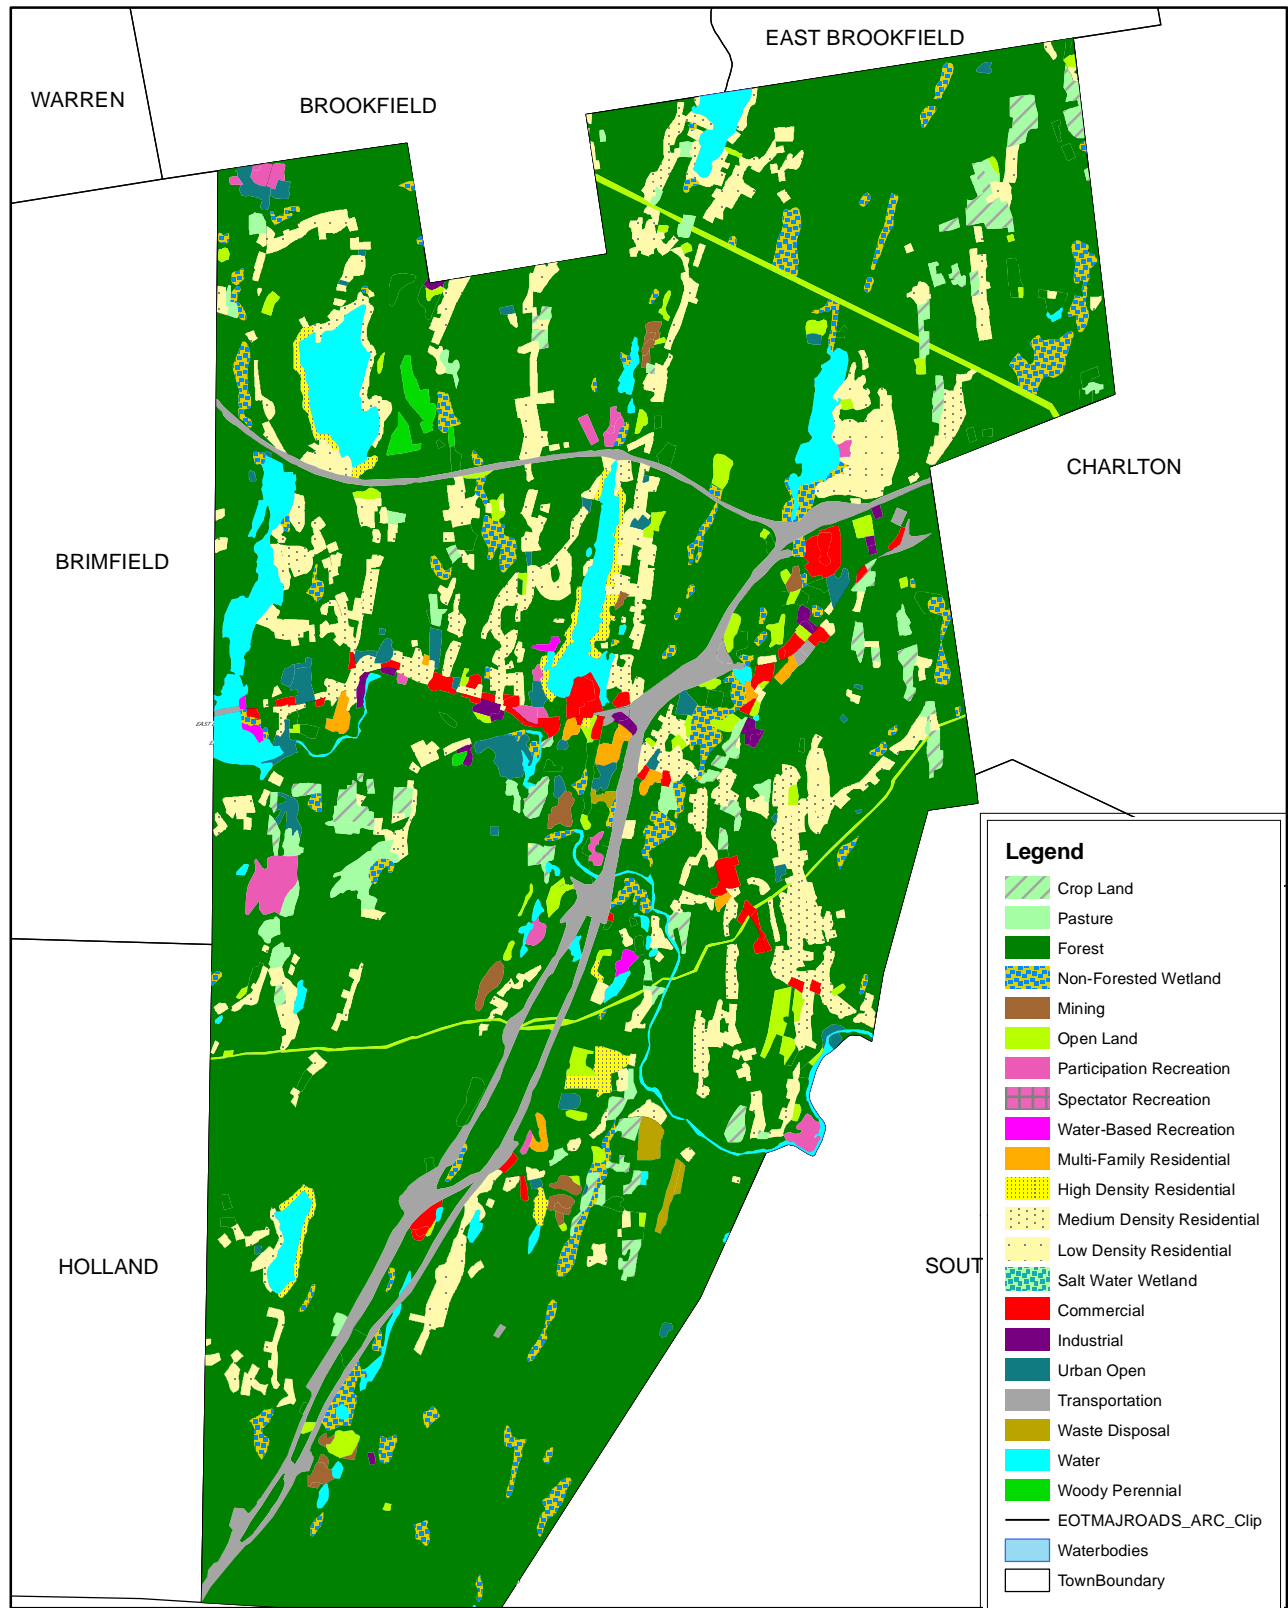 EAST BROOKFIELD
WARREN
BROOKFIELD
CHARLTON
BRIMFIELD
EAST
HOLLAND
SOUT
Legend
Crop Land
Pasture
Forest
Non-Forested Wetland
Mining
Open Land
Participation Recreation
Spectator Recreation
Water-Based Recreation
Multi-Family Residential
High Density Residential
Medium Density Residential
Low Density Residential
Salt Water Wetland
Commercial
Industrial
Urban Open
Transportation
Waste Disposal
Water
Woody Perennial
EOTMAJROADS_ARC_Clip
Waterbodies
TownBoundary